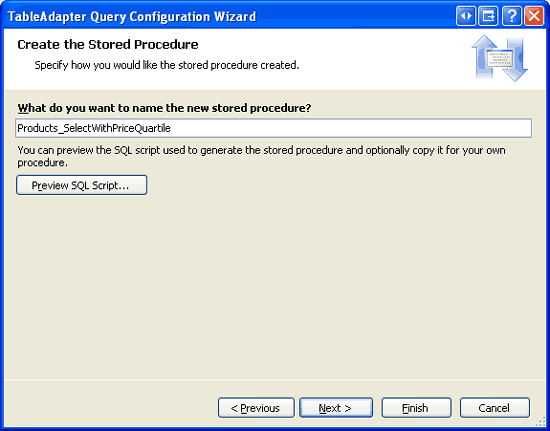 TableAdapter Query Configuration Wizard
Create the Stored Procedure
Specify how you would like the stored procedure created.
What do you want to name the new stored procedure?
Products_SelectWithPriceQuartile
You can preview the SQL script used to generate the stored procedure and optionally copy it for your own
procedure.
Preview SQL Script...
< Previous
Next >
Finish
Cancel